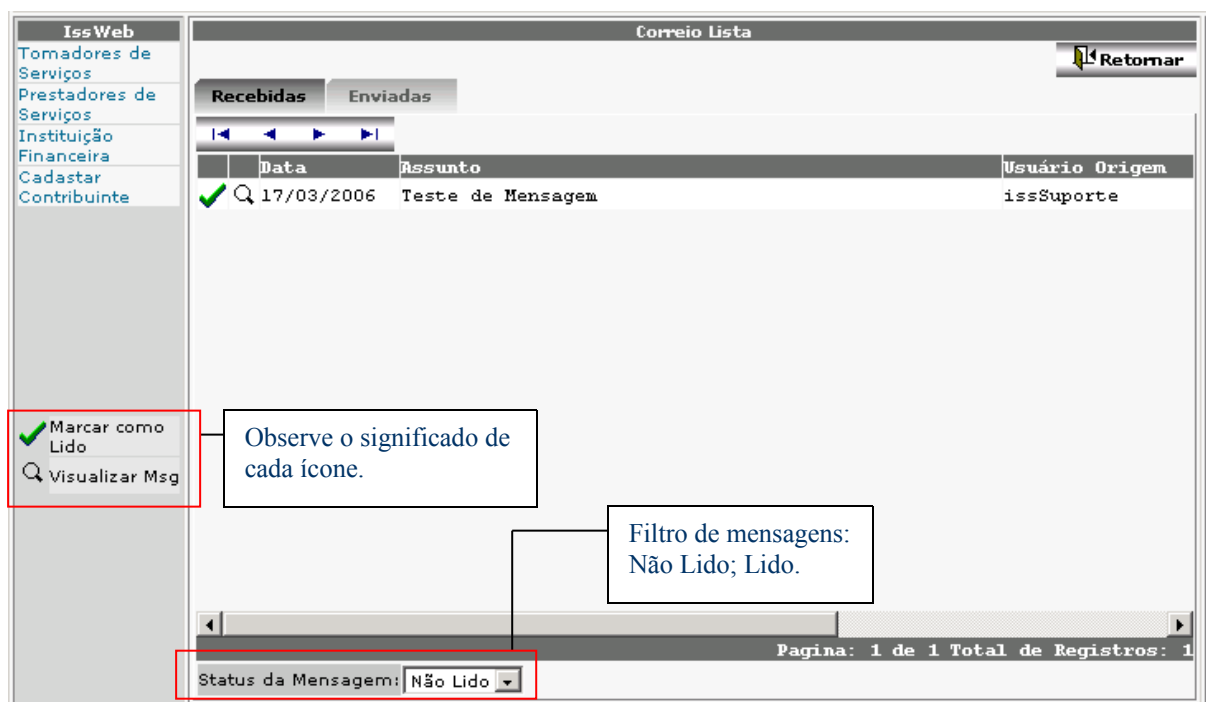 IssWeb
Tomadores de
Serviços
Prestadores de
Serviços
Instituição
Financeira
Cadastar
Contribuinte
Correio Lista
Retornar
Recebidas Enviadas
Data Assunto Usuário Origem
17/03/2006 Teste de Mensagem issSuporte
Marcar como
Lido
Visualizar Msg
Observe o significado de
cada ícone.
Filtro de mensagens:
Não Lido; Lido.
Pagina: 1 de 1 Total de Registros: 1
Status da Mensagem: Não Lido